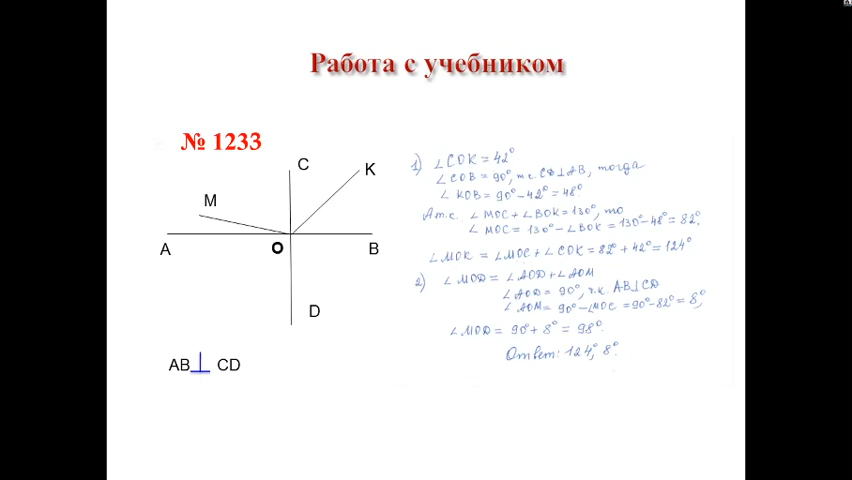 Работа с учебником
№ 1233
C
K
M
A
O
B
D
AB ⊥ CD
1) ∠COK = 42°
∠COB = 90°, т.к. CD⊥AB, тогда
∠KOB = 90° − 42° = 48°.
А т.к. ∠MOC + ∠BOK = 130°, то
∠MOC = 130° − ∠BOK = 130° − 48° = 82°.
∠MOK = ∠MOC + ∠COK = 82° + 42° = 124°
2) ∠MOD = ∠AOD + ∠AOM
∠AOD = 90°, т.к. AB⊥CD
∠AOM = 90° − ∠MOC = 90° − 82° = 8°,
∠MOD = 90° + 8° = 98°.
Ответ: 124°, 8°.